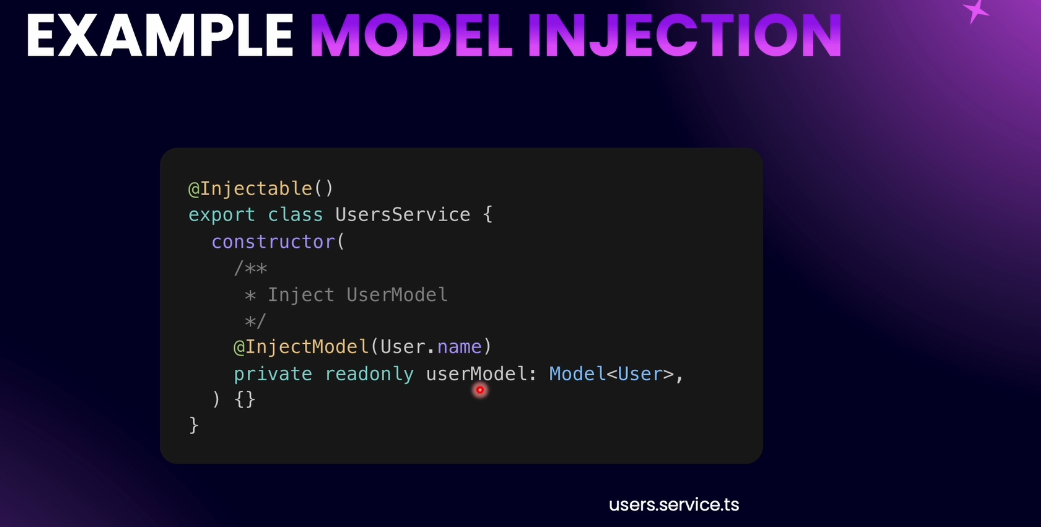 EXAMPLE MODEL INJECTION
@Injectable()
export class UsersService {
  constructor(
    /**
     * Inject UserModel
     */
    @InjectModel(User.name)
    private readonly userModel: Model<User>,
  ) {}
}
users.service.ts